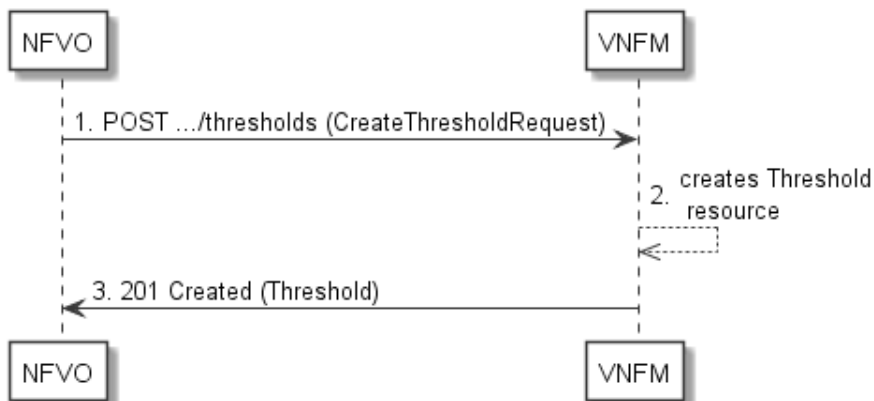 NFVO VNFM
1. POST .../thresholds (CreateThresholdRequest)
2. creates Threshold
resource
3. 201 Created (Threshold)
NFVO VNFM